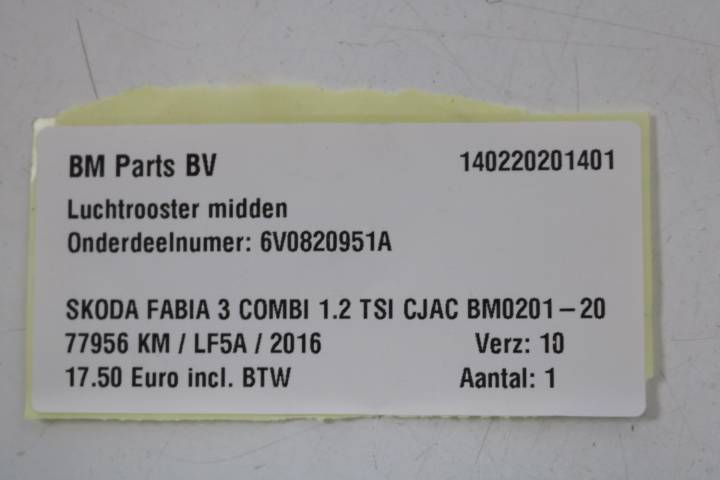 BM Parts BV 140220201401
Luchtrooster midden
Onderdeelnumer: 6V0820951A
SKODA FABIA 3 COMBI 1.2 TSI CJAC BM0201-20
77956 KM / LF5A / 2016 Verz: 10
17.50 Euro incl. BTW Aantal: 1